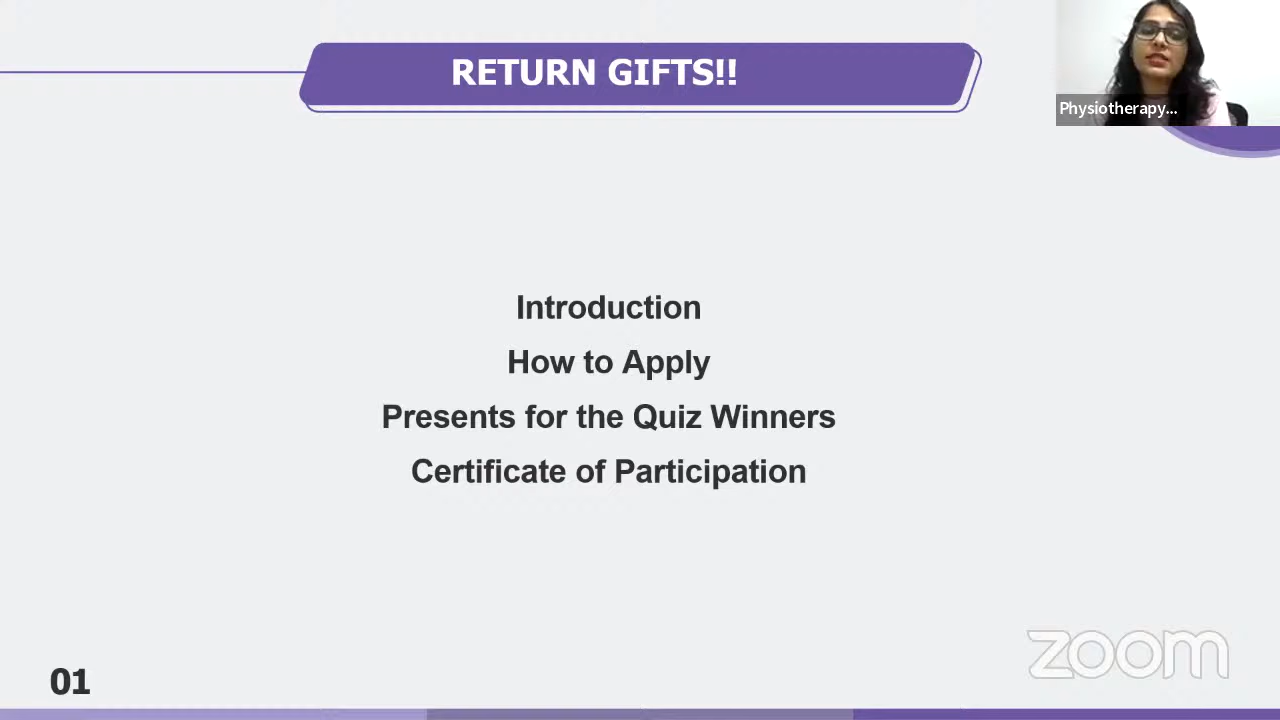 RETURN GIFTS!!
Physiotherapy...
Introduction
How to Apply
Presents for the Quiz Winners
Certificate of Participation
zoom
01